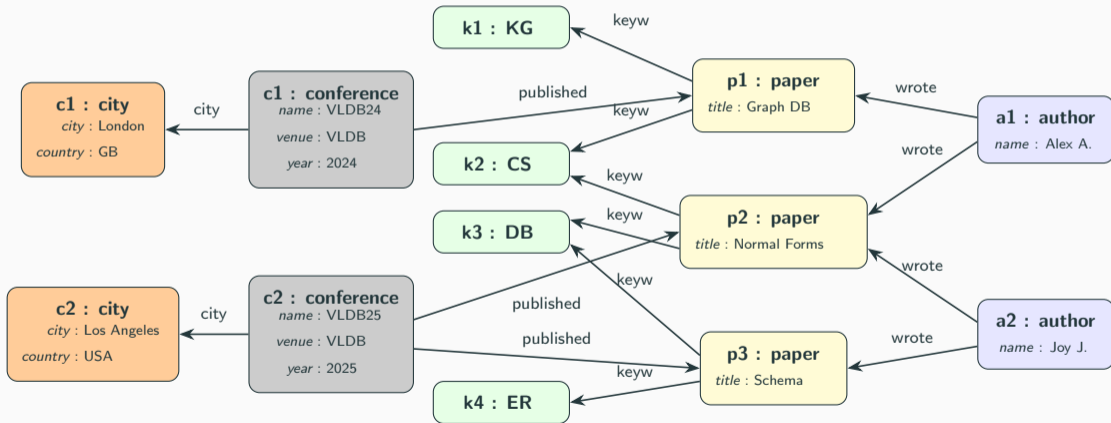 k1 : KG
keyw
c1 : city
city : London
country : GB
city
c1 : conference
name : VLDB24
venue : VLDB
year : 2024
published
keyw
p1 : paper
title : Graph DB
wrote
a1 : author
name : Alex A.
wrote
k2 : CS
keyw
k3 : DB
keyw
p2 : paper
title : Normal Forms
keyw
wrote
c2 : city
city : Los Angeles
country : USA
city
c2 : conference
name : VLDB25
venue : VLDB
year : 2025
published
published
keyw
p3 : paper
title : Schema
wrote
a2 : author
name : Joy J.
k4 : ER